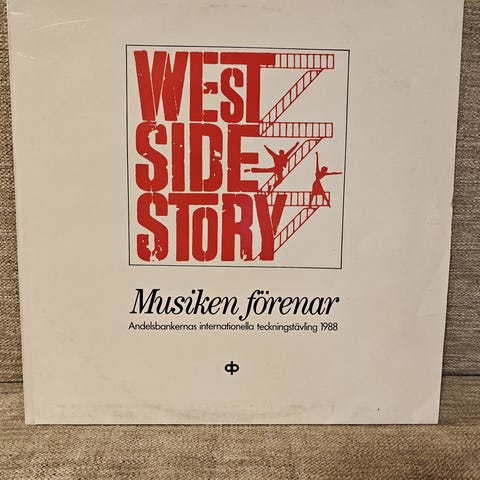 WEST
SIDE
STORY
Musiken förenar
Andelsbankernas internationella teckningstävling 1988